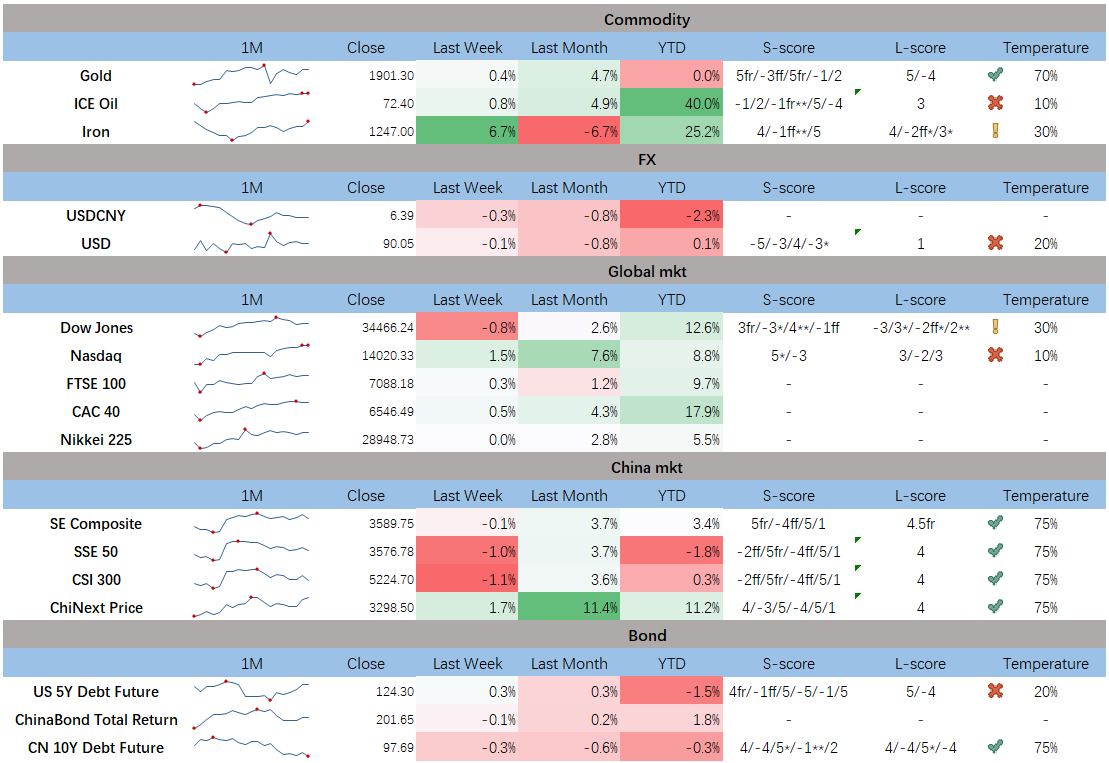 Commodity
1M Close Last Week Last Month YTD S-score L-score Temperature
Gold 1901.30 0.4% 4.7% 0.0% 5fr/-3ff/5fr/-1/2 5/-4 70%
ICE Oil 72.40 0.8% 4.9% 40.0% -1/2/-1fr**/5/-4 3 10%
Iron 1247.00 6.7% -6.7% 25.2% 4/-1ff**/5 4/-2ff*/3* 30%
FX
1M Close Last Week Last Month YTD S-score L-score Temperature
USDCNY 6.39 -0.3% -0.8% -2.3% - - -
USD 90.05 -0.1% -0.8% 0.1% -5/-3/4/-3* 1 20%
Global mkt
1M Close Last Week Last Month YTD S-score L-score Temperature
Dow Jones 34466.24 -0.8% 2.6% 12.6% 3fr/-3*/4**/-1ff -3/3*/-2ff*/2** 30%
Nasdaq 14020.33 1.5% 7.6% 8.8% 5*/-3 3/-2/3 10%
FTSE 100 7088.18 0.3% 1.2% 9.7% - - -
CAC 40 6546.49 0.5% 4.3% 17.9% - - -
Nikkei 225 28948.73 0.0% 2.8% 5.5% - - -
China mkt
1M Close Last Week Last Month YTD S-score L-score Temperature
SE Composite 3589.75 -0.1% 3.7% 3.4% 5fr/-4ff/5/1 4.5fr 75%
SSE 50 3576.78 -1.0% 3.7% -1.8% -2ff/5fr/-4ff/5/1 4 75%
CSI 300 5224.70 -1.1% 3.6% 0.3% -2ff/5fr/-4ff/5/1 4 75%
ChiNext Price 3298.50 1.7% 11.4% 11.2% 4/-3/5/-4/5/1 4 75%
Bond
1M Close Last Week Last Month YTD S-score L-score Temperature
US 5Y Debt Future 124.30 0.3% 0.3% -1.5% 4fr/-1ff/5/-5/-1/5 5/-4 20%
ChinaBond Total Return 201.65 -0.1% 0.2% 1.8% - - -
CN 10Y Debt Future 97.69 -0.3% -0.6% -0.3% 4/-4/5*/-1**/2 4/-4/5*/-4 75%